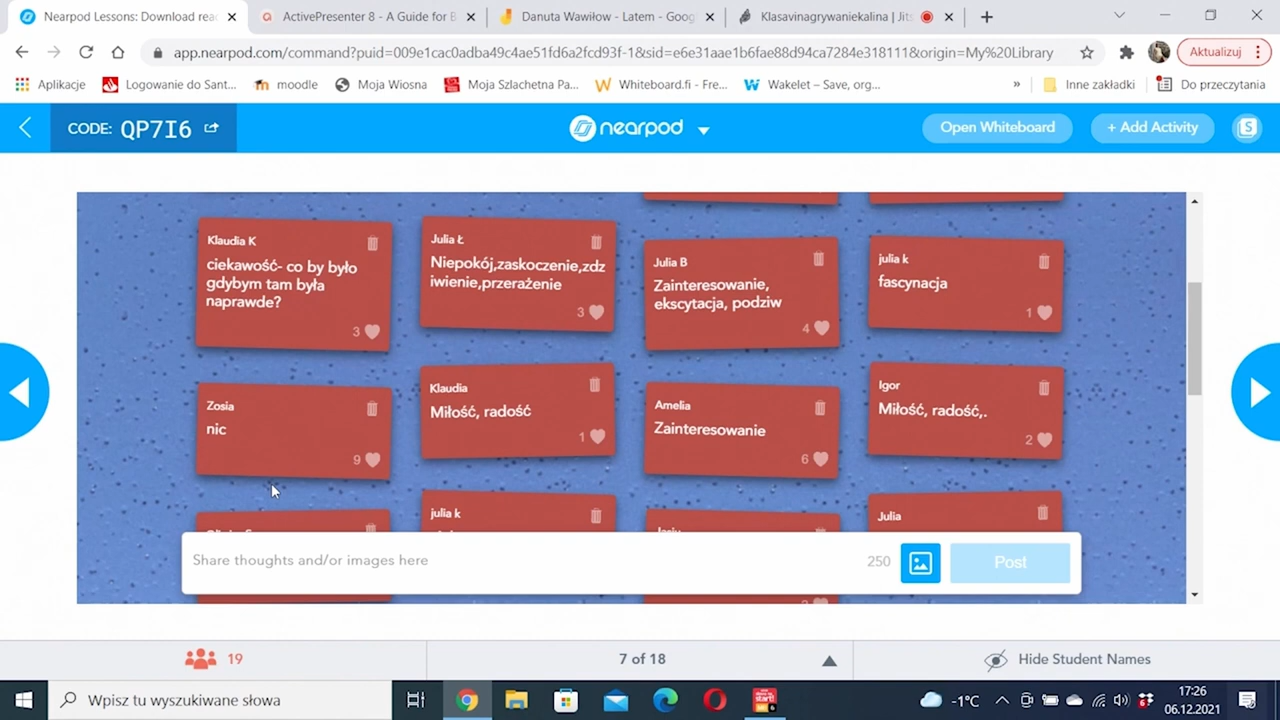 Nearpod Lessons: Download rea
ActivePresenter 8 - A Guide for B
Danuta Wawiłow - Latem - Goog
Klasavinagrywaniekalina | Jits
app.nearpod.com/command?puid=009e1cac0adba49c4ae51fd6a2fcd93f-1&sid=e6e31aae1b6fae88d94ca7284e318111&origin=My%20Library
Aktualizuj
Aplikacje
Logowanie do Sant...
moodle
Moja Wiosna
Moja Szlachetna Pa...
Whiteboard.fi - Fre...
Wakelet – Save, org...
»
Inne zakładki
Do przeczytania
CODE: QP7I6
nearpod
Open Whiteboard
+ Add Activity
S
Klaudia K
ciekawość- co by było
gdybym tam była
naprawde?
3
Julia Ł
Niepokój,zaskoczenie,zdz
iwienie,przerażenie
3
Julia B
Zainteresowanie,
ekscytacja, podziw
4
julia k
fascynacja
1
Zosia
nic
9
Klaudia
Miłość, radość
1
Amelia
Zainteresowanie
6
Igor
Miłość, radość,.
2
julia k
Julia
Share thoughts and/or images here
250
Post
19
7 of 18
Hide Student Names
Wpisz tu wyszukiwane słowa
-1°C
17:26
06.12.2021